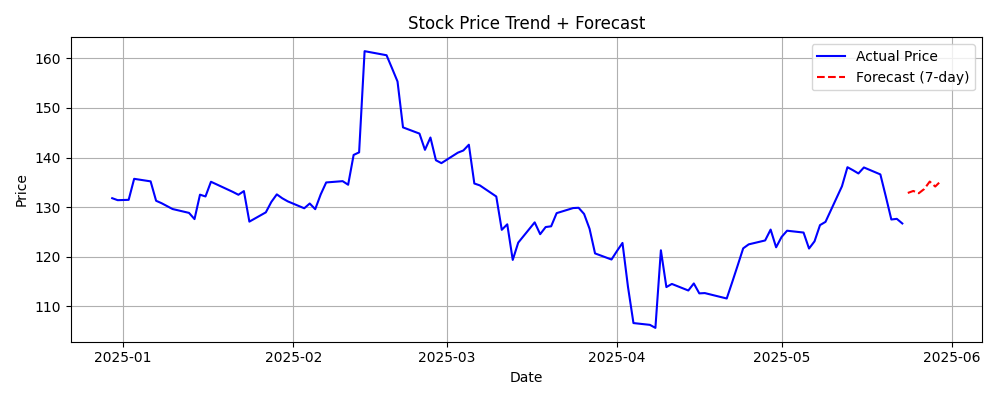 Stock Price Trend + Forecast
Actual Price
Forecast (7-day)
Price
160
150
140
130
120
110
2025-01
2025-02
2025-03
2025-04
2025-05
2025-06
Date